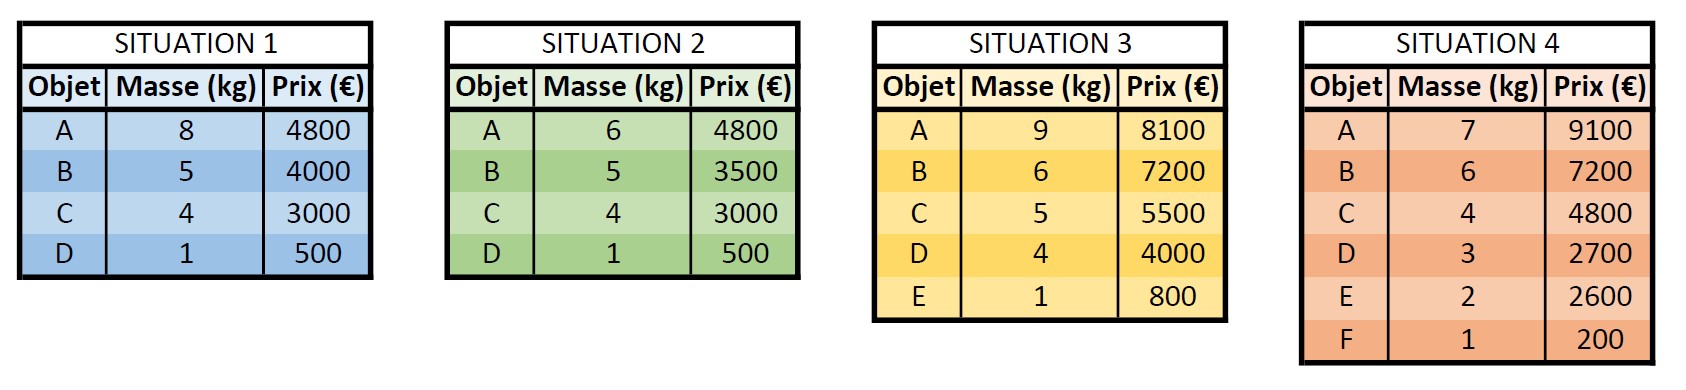 SITUATION 1
Objet Masse (kg) Prix (€)
A 8 4800
B 5 4000
C 4 3000
D 1 500
SITUATION 2
Objet Masse (kg) Prix (€)
A 6 4800
B 5 3500
C 4 3000
D 1 500
SITUATION 3
Objet Masse (kg) Prix (€)
A 9 8100
B 6 7200
C 5 5500
D 4 4000
E 1 800
SITUATION 4
Objet Masse (kg) Prix (€)
A 7 9100
B 6 7200
C 4 4800
D 3 2700
E 2 2600
F 1 200